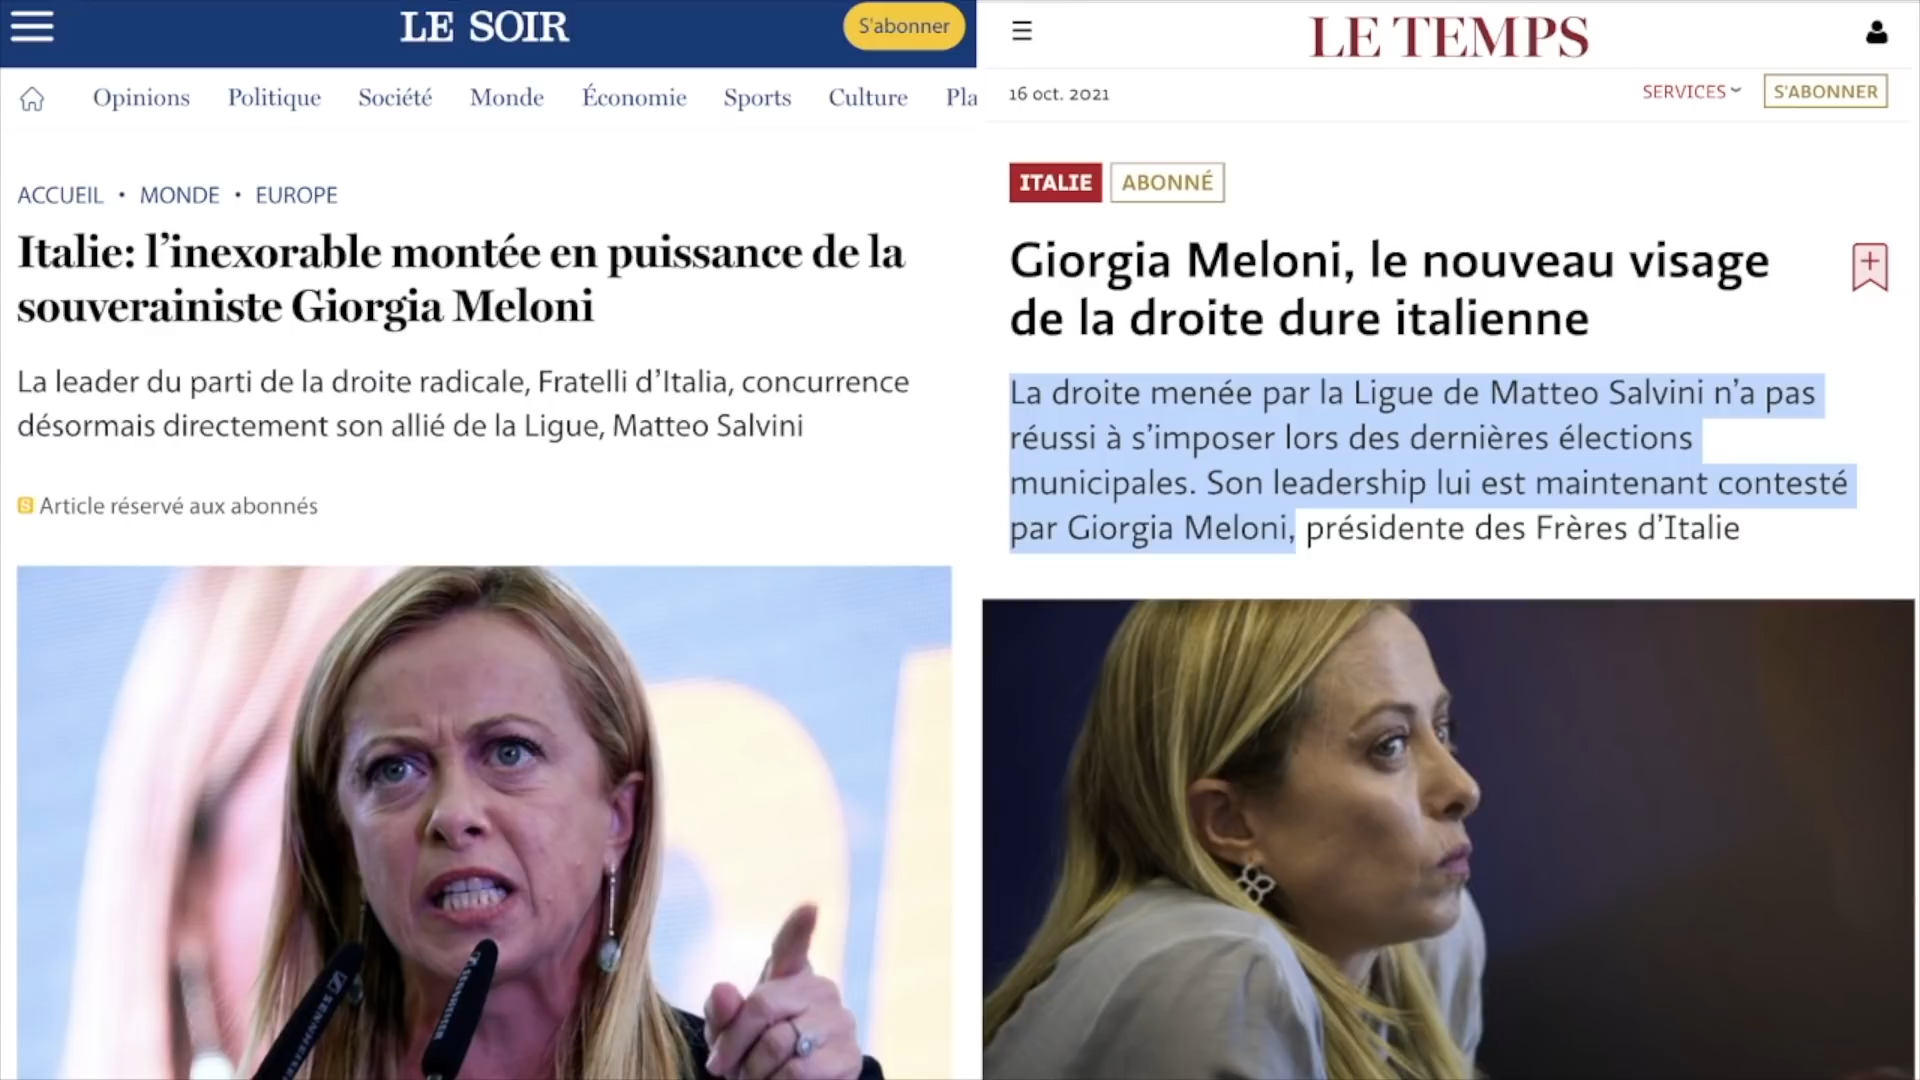 LE SOIR
S'abonner
Opinions Politique Société Monde Économie Sports Culture Pla
ACCUEIL • MONDE • EUROPE
Italie: l’inexorable montée en puissance de la
souverainiste Giorgia Meloni
La leader du parti de la droite radicale, Fratelli d’Italia, concurrence
désormais directement son allié de la Ligue, Matteo Salvini
S Article réservé aux abonnés
SENNHEISER
LE TEMPS
16 oct. 2021
SERVICES S'ABONNER
ITALIE ABONNÉ
Giorgia Meloni, le nouveau visage
de la droite dure italienne
La droite menée par la Ligue de Matteo Salvini n’a pas
réussi à s’imposer lors des dernières élections
municipales. Son leadership lui est maintenant contesté
par Giorgia Meloni, présidente des Frères d’Italie